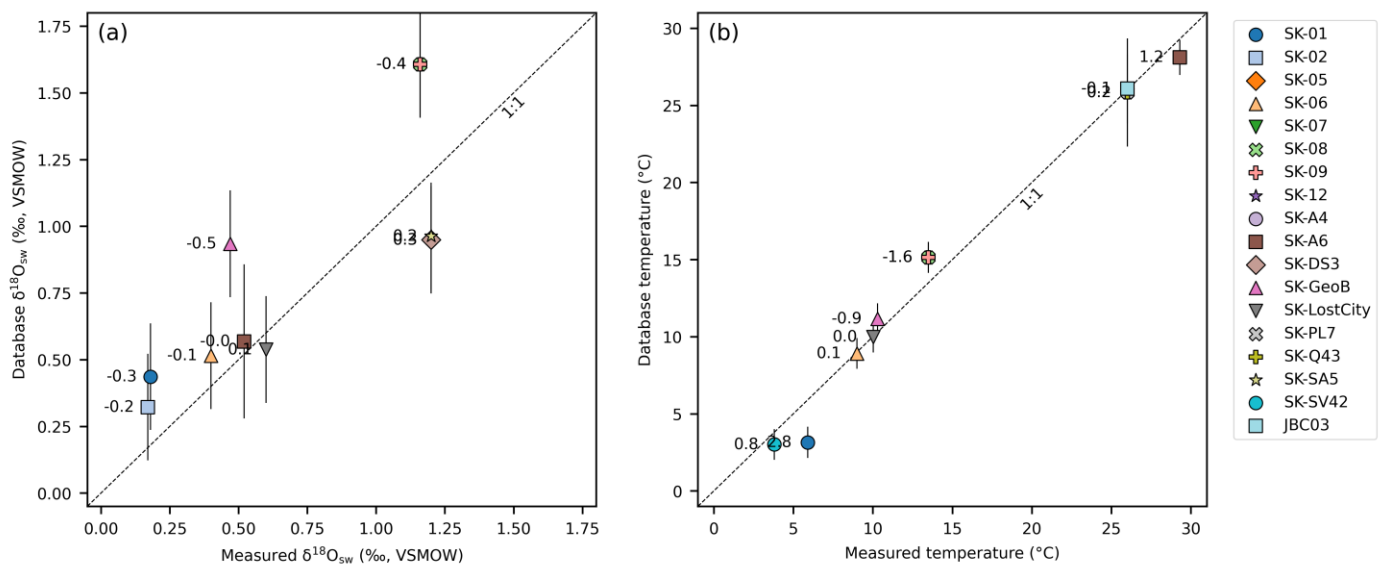 (a)
1.75
1.50
1.25
1.00
0.75
0.50
0.25
0.00
Database δ¹⁸Osw (‰, VSMOW)
-0.4
1:1
-0.5
0.2
0.3
-0.0
0.1
-0.1
-0.3
-0.2
0.00 0.25 0.50 0.75 1.00 1.25 1.50 1.75
Measured δ¹⁸Osw (‰, VSMOW)
(b)
30
25
20
15
10
5
0
Database temperature (°C)
1.2
-0.1
0.2
1:1
-1.6
-0.9
0.0
0.1
0.8
2.8
0 5 10 15 20 25 30
Measured temperature (°C)
SK-01
SK-02
SK-05
SK-06
SK-07
SK-08
SK-09
SK-12
SK-A4
SK-A6
SK-DS3
SK-GeoB
SK-LostCity
SK-PL7
SK-Q43
SK-SA5
SK-SV42
JBC03